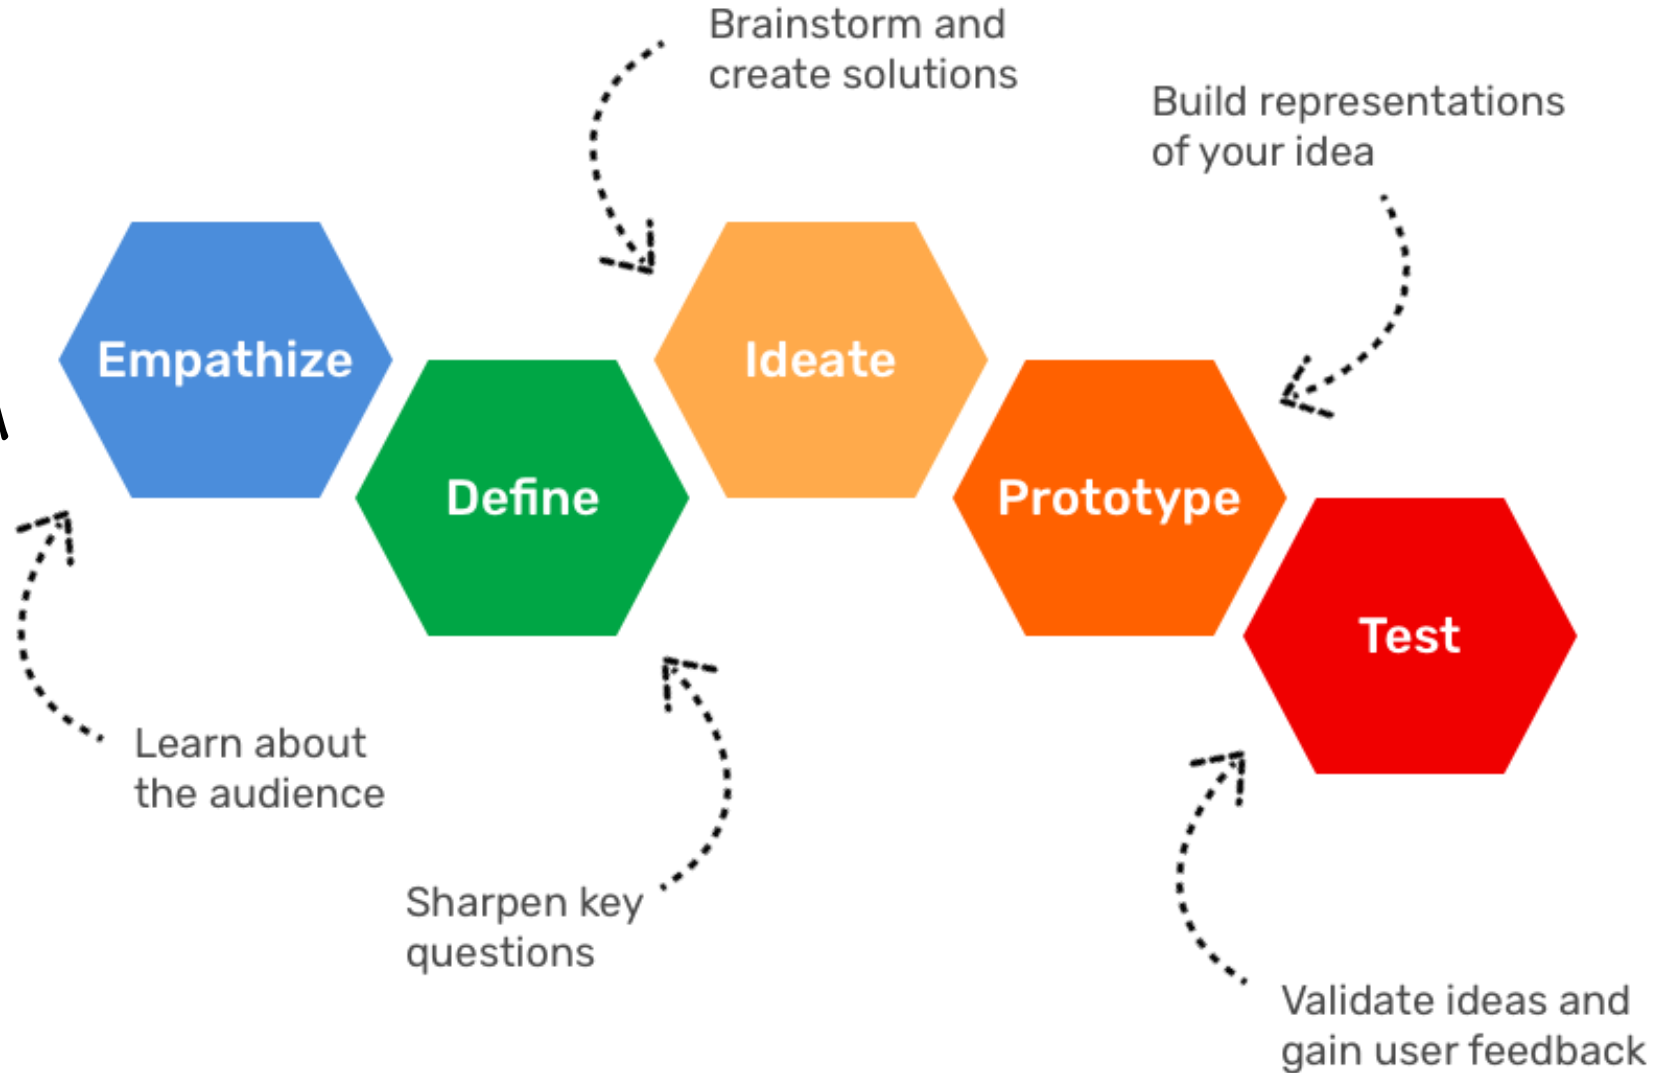 Brainstorm and
create solutions
Build representations
of your idea
Empathize
Ideate
Define
Prototype
Test
Learn about
the audience
Sharpen key
questions
Validate ideas and
gain user feedback